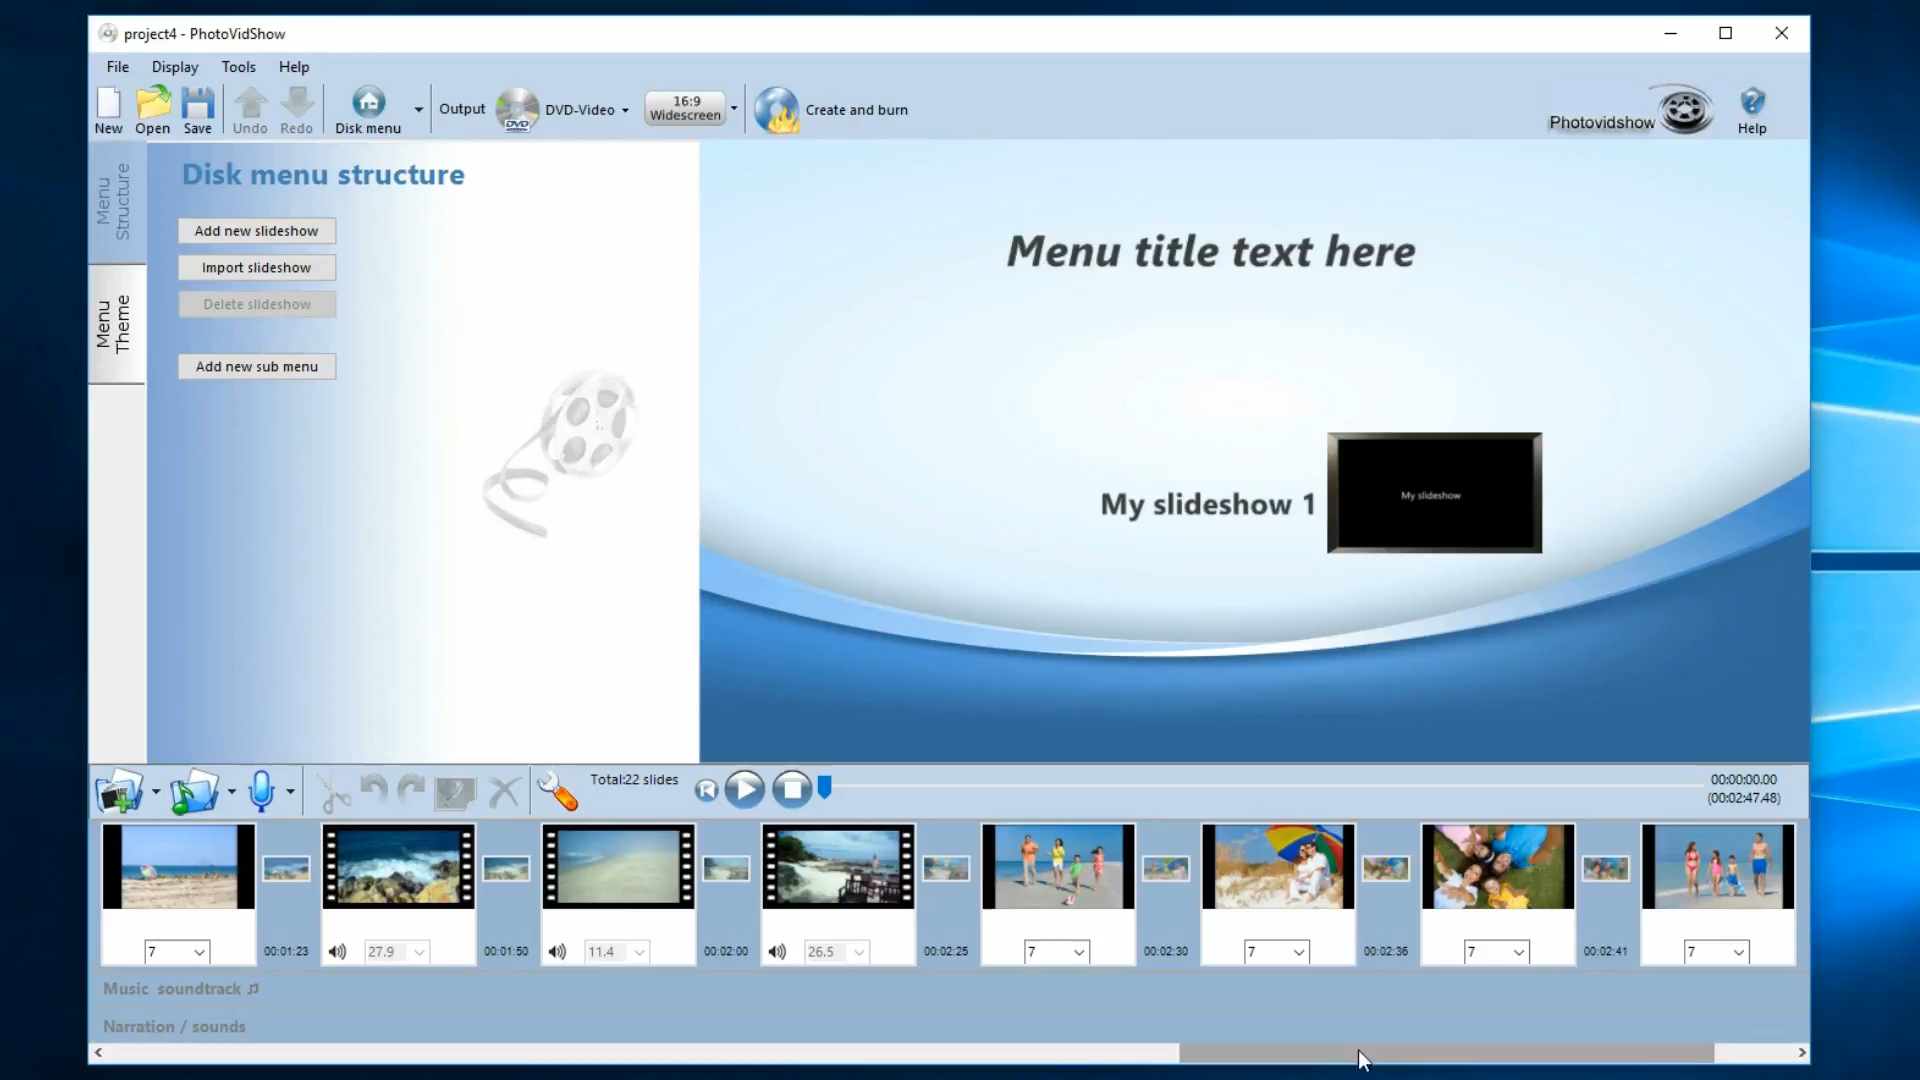 project4 - PhotoVidShow
File Display Tools Help
New Open Save Undo Redo Disk menu Output DVD DVD-Video 16:9 Widescreen Create and burn Photovidshow Help
Menu Structure
Menu Theme
Disk menu structure
Add new slideshow
Import slideshow
Delete slideshow
Add new sub menu
Menu title text here
My slideshow 1
My slideshow
Total:22 slides
00:00:00.00
(00:02:47.48)
7 00:01:23 27.9 00:01:50 11.4 00:02:00 26.5 00:02:25 7 00:02:30 7 00:02:36 7 00:02:41 7
Music soundtrack
Narration / sounds